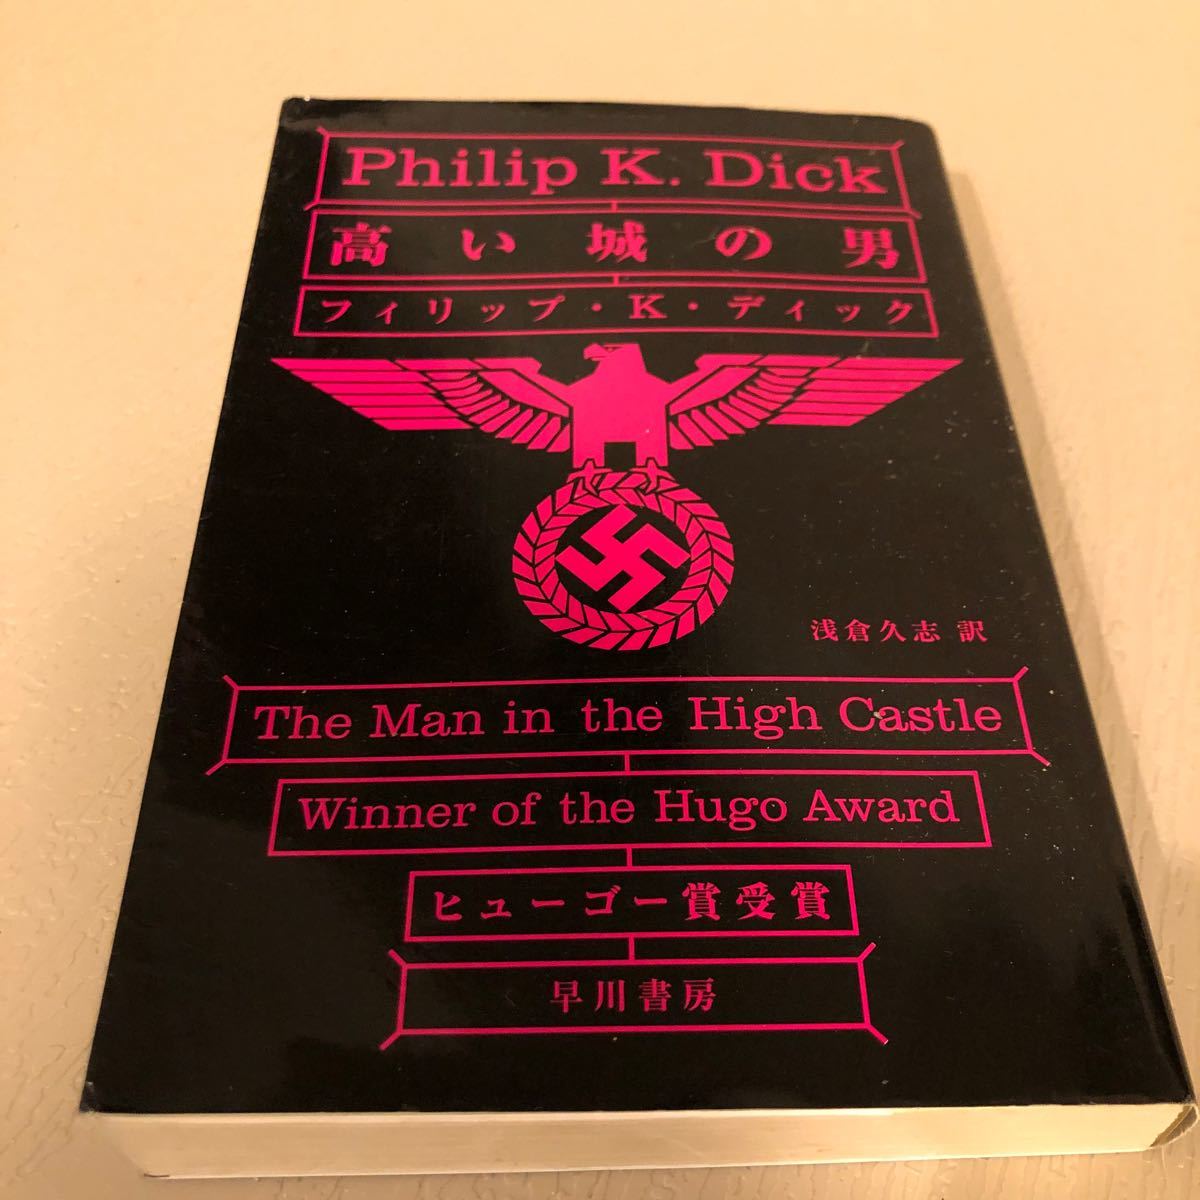 Philip K. Dick
高い城の男
フィリップ・K・ディック
浅倉久志 訳
The Man in the High Castle
Winner of the Hugo Award
ヒューゴー賞受賞
早川書房